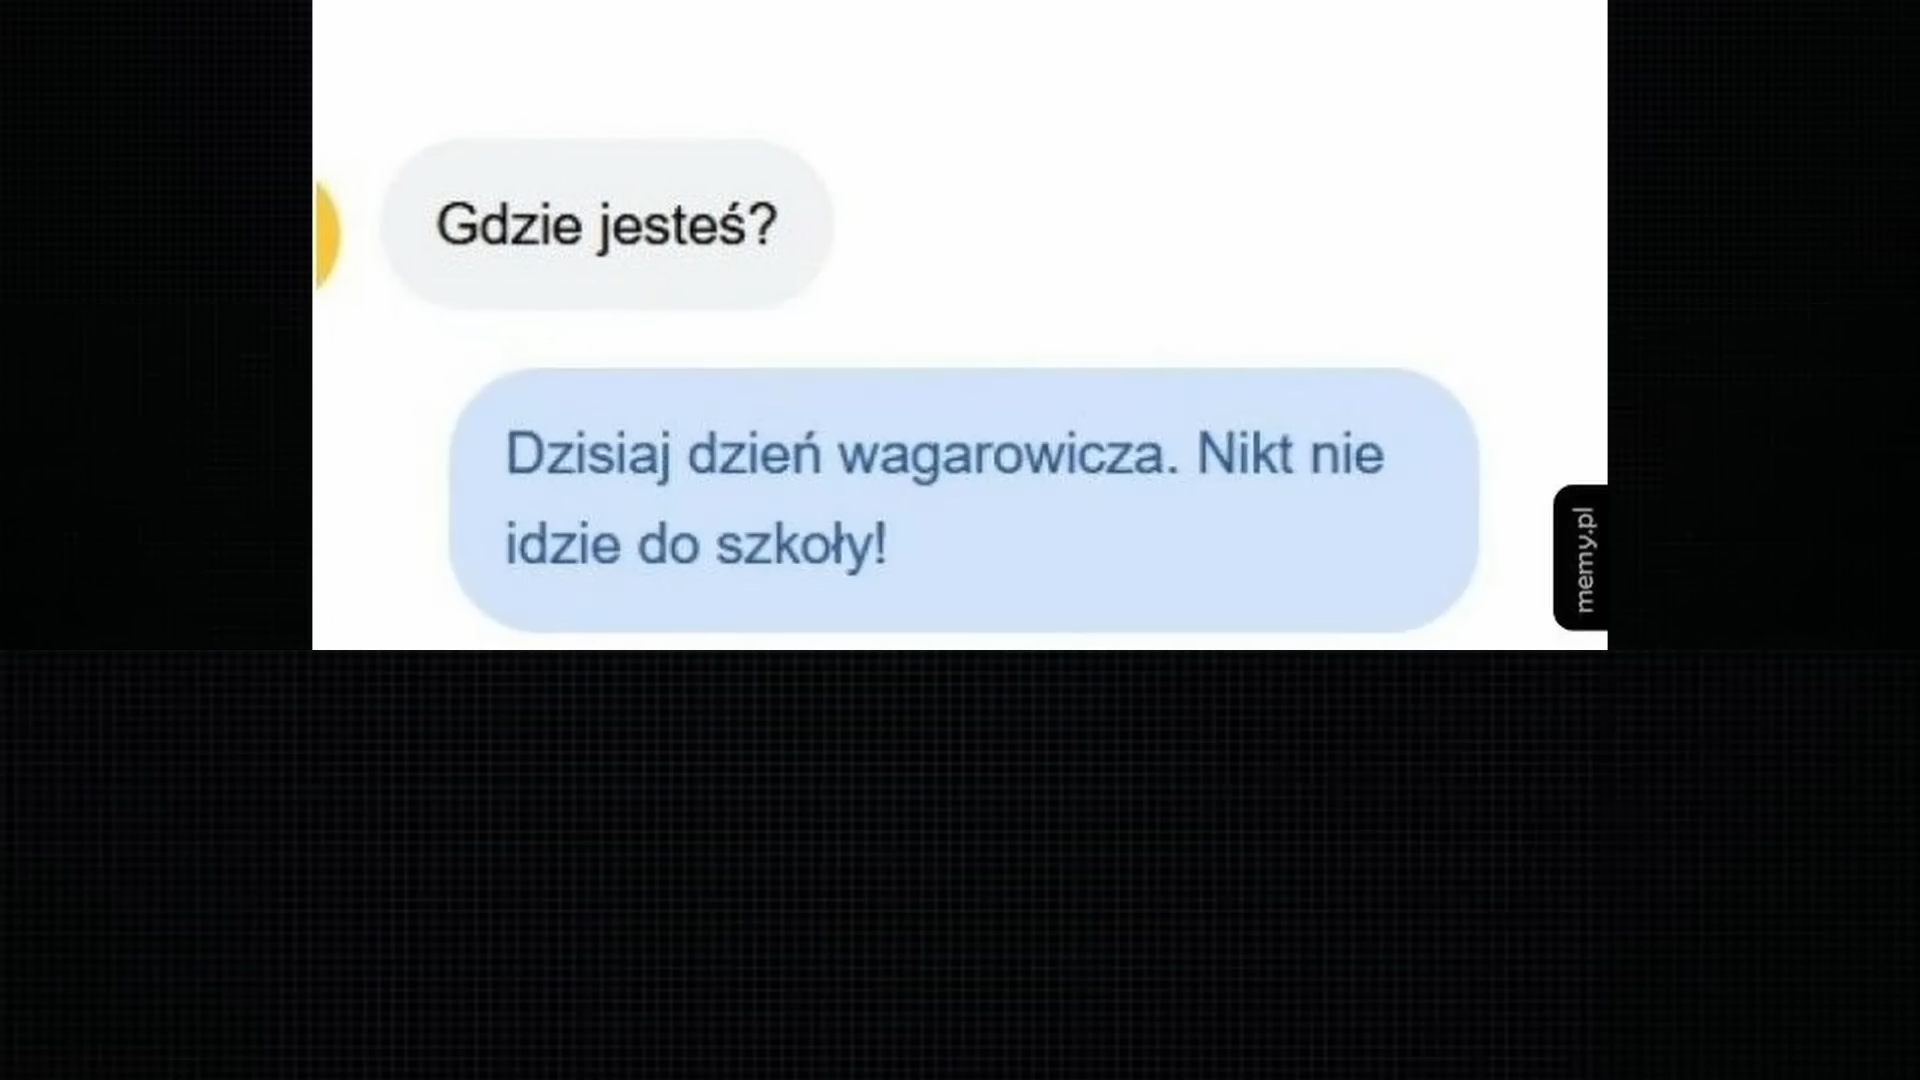 Gdzie jesteś?
Dzisiaj dzień wagarowicza. Nikt nie
idzie do szkoły!
memy.pl